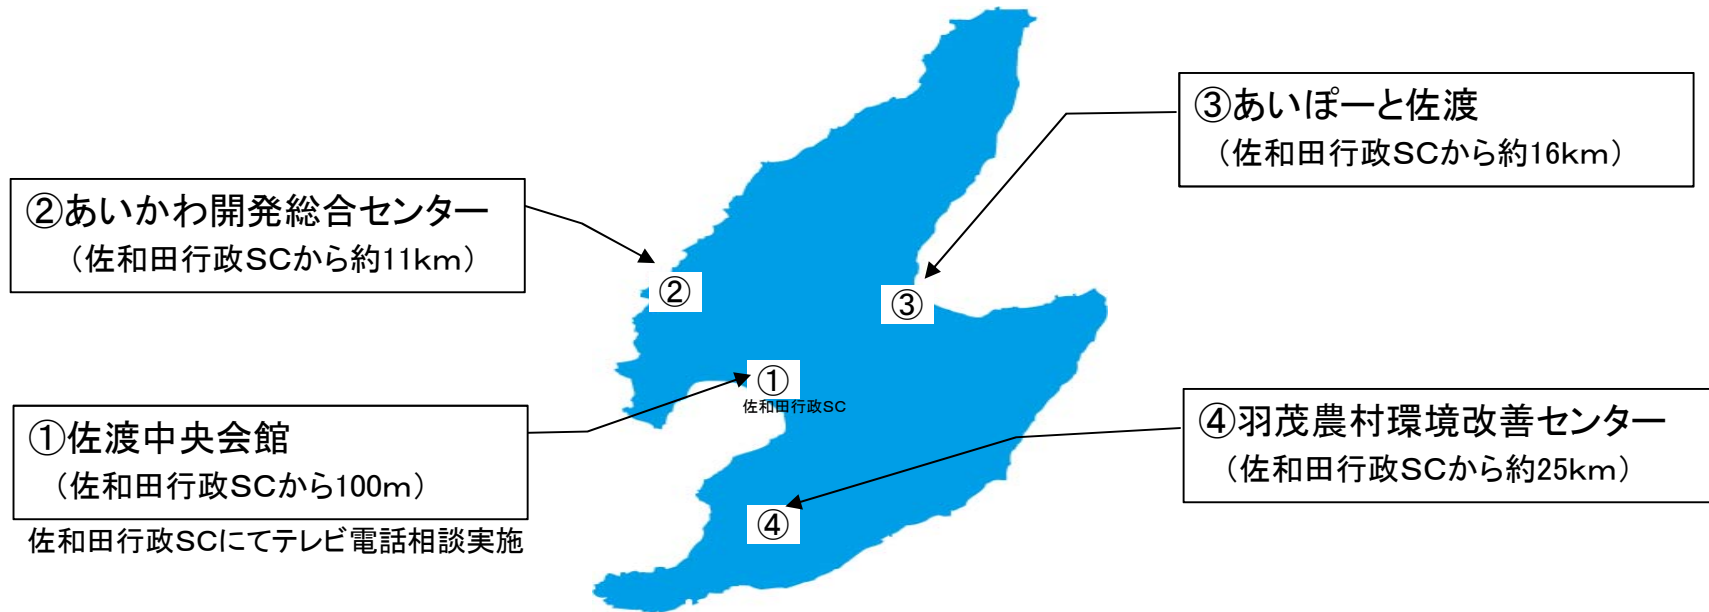 ③あいぽーと佐渡
（佐和田行政SCから約16km）
②あいかわ開発総合センター
（佐和田行政SCから約11km）
②
③
①
佐和田行政SC
①佐渡中央会館
（佐和田行政SCから100m）
佐和田行政SCにてテレビ電話相談実施
④羽茂農村環境改善センター
（佐和田行政SCから約25km）
④